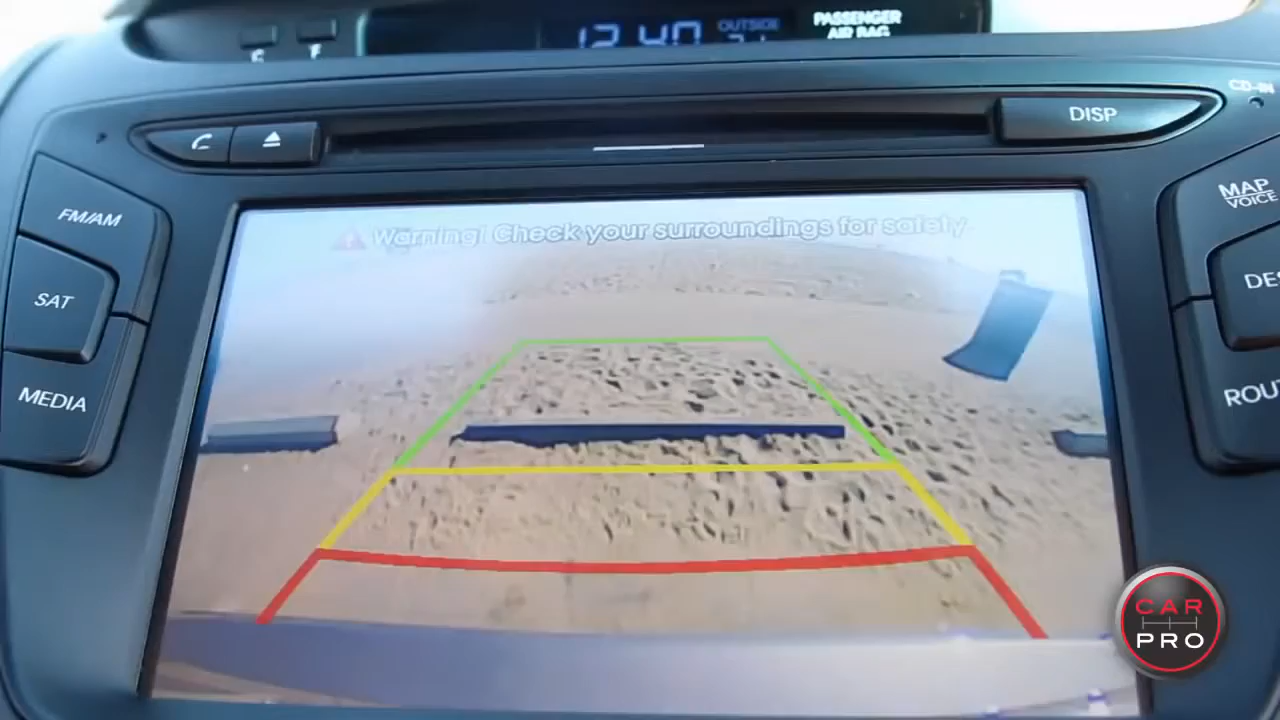 12:40
OUTSIDE
PASSENGER
AIR BAG
CD-IN
DISP
FM/AM
SAT
MEDIA
MAP
VOICE
Warning! Check your surroundings for safety
CAR
PRO